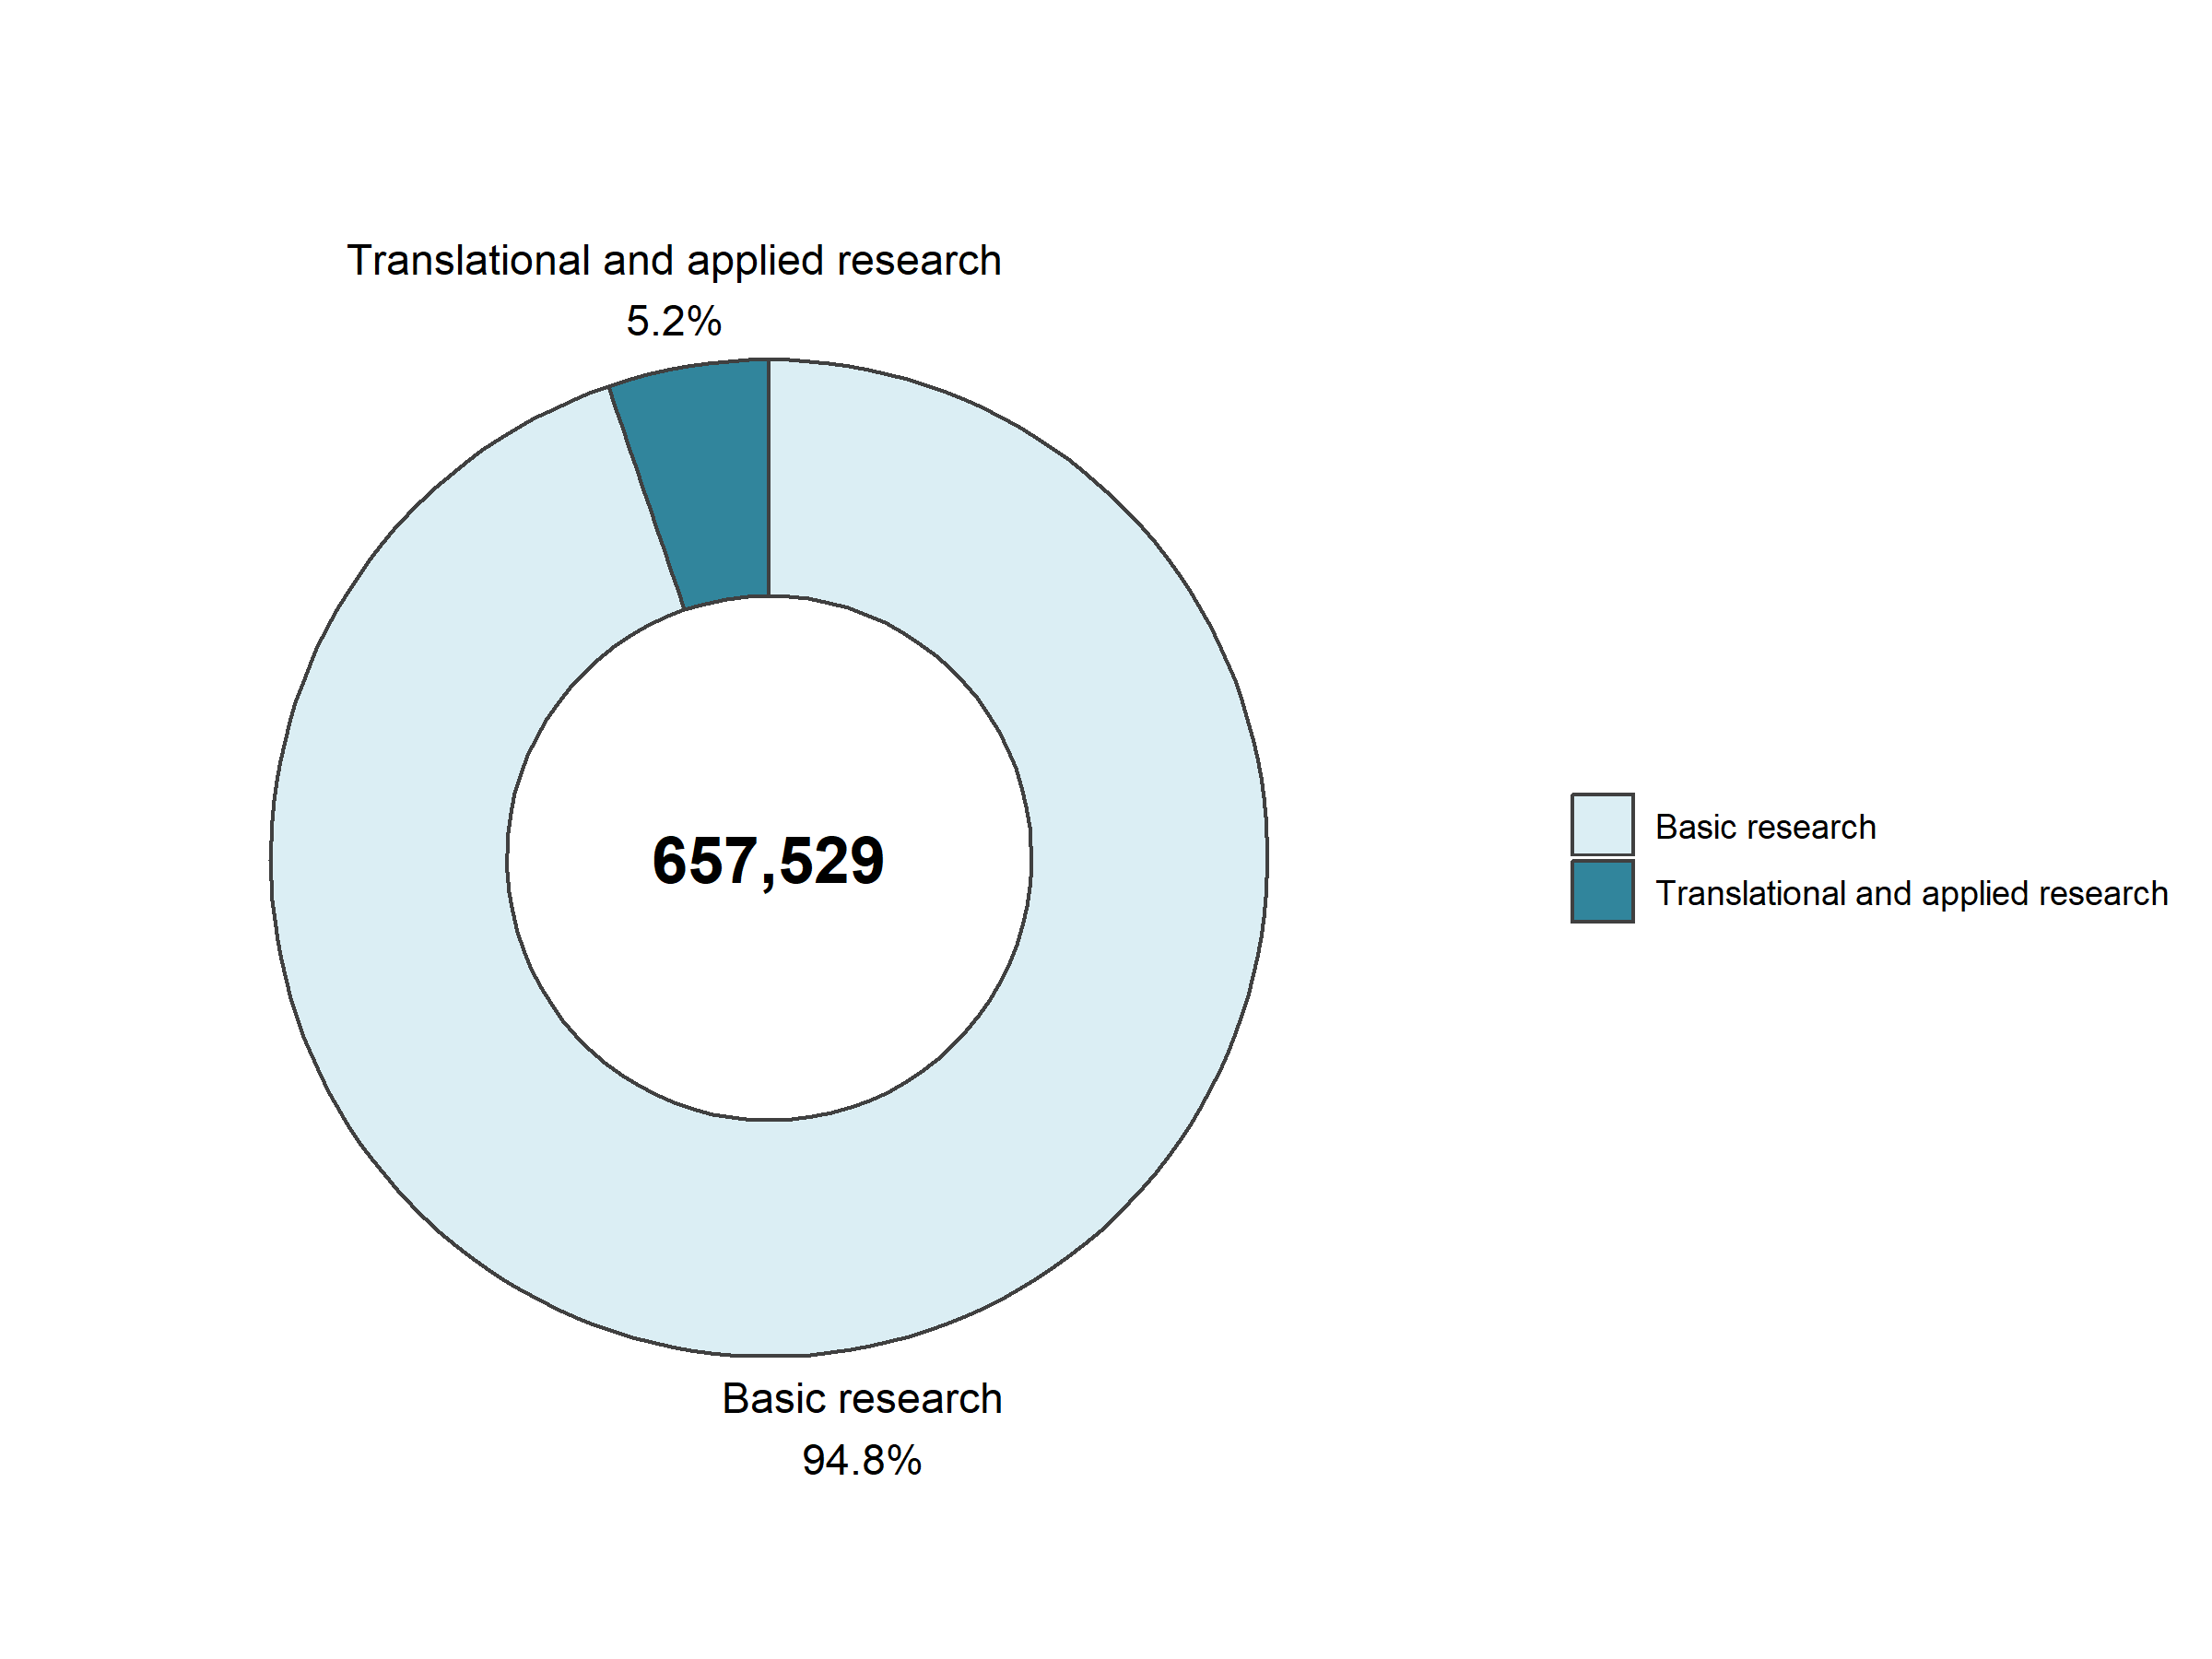 Translational and applied research
5.2%
657,529
Basic research
Translational and applied research
Basic research
94.8%